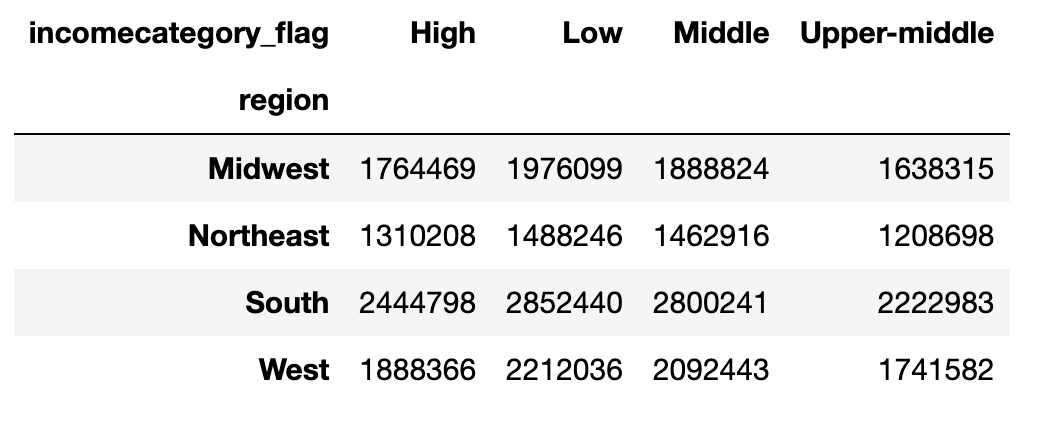 incomecategory_flag High Low Middle Upper-middle
region
Midwest 1764469 1976099 1888824 1638315
Northeast 1310208 1488246 1462916 1208698
South 2444798 2852440 2800241 2222983
West 1888366 2212036 2092443 1741582